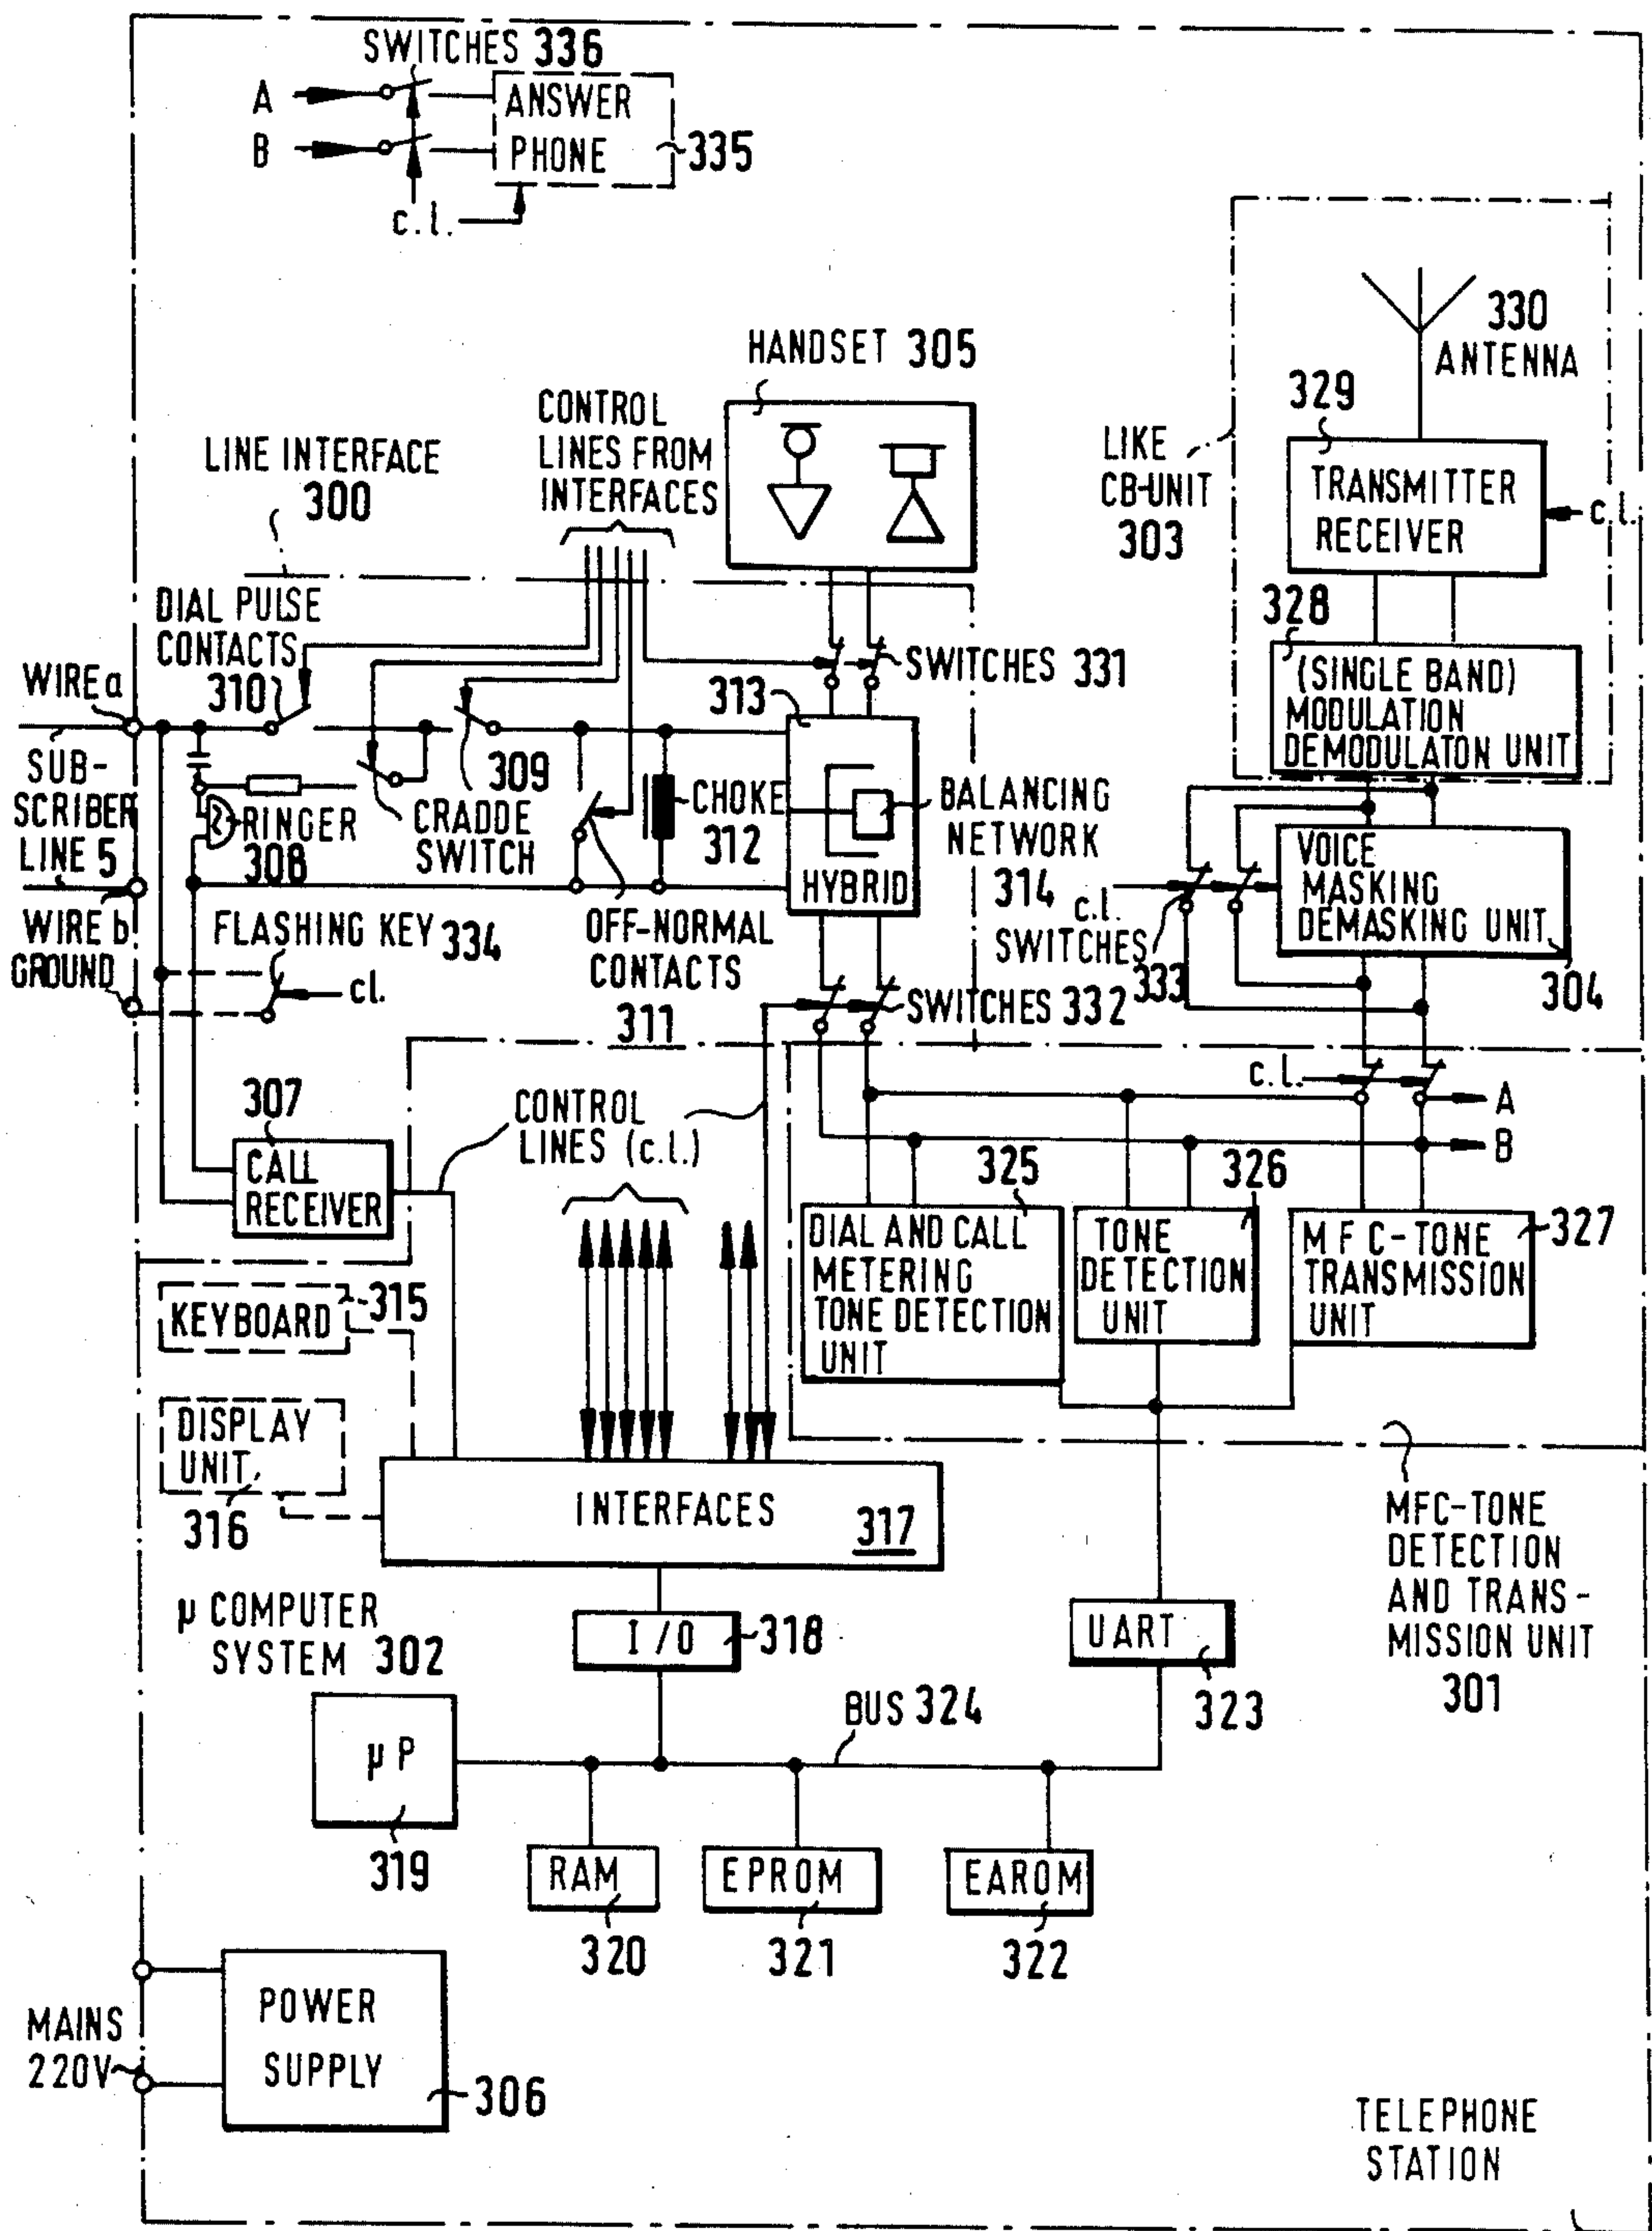 SWITCHES 336
A
ANSWER
B
PHONE
335
c.l.
330
ANTENNA
HANDSET 305
329
CONTROL
LINES FROM
INTERFACES
LIKE
CB-UNIT
303
TRANSMITTER
RECEIVER
c.l.
LINE INTERFACE
300
328
(SINGLE BAND)
MODULATION
DEMODULATON UNIT
DIAL PULSE
CONTACTS
310
WIRE a
SWITCHES 331
313
309
SUB-
SCRIBER
LINE 5
RINGER
308
CRADDE
SWITCH
CHOKE
312
BALANCING
NETWORK
314
HYBRID
VOICE
MASKING
DEMASKING UNIT
304
c.l.
SWITCHES
333
WIRE b
GROUND
FLASHING KEY 334
cl.
OFF-NORMAL
CONTACTS
311
SWITCHES 332
c.l.
A
B
307
CALL
RECEIVER
CONTROL
LINES (c.l.)
325
326
DIAL AND CALL
METERING
TONE DETECTION
UNIT
TONE
DETECTION
UNIT
MFC-TONE
TRANSMISSION
UNIT
327
KEYBOARD
315
DISPLAY
UNIT
316
INTERFACES
317
MFC-TONE
DETECTION
AND TRANS-
MISSION UNIT
301
µ COMPUTER
SYSTEM 302
I/O
318
UART
323
BUS 324
µP
319
RAM
320
EPROM
321
EAROM
322
POWER
SUPPLY
306
MAINS
220V
TELEPHONE
STATION